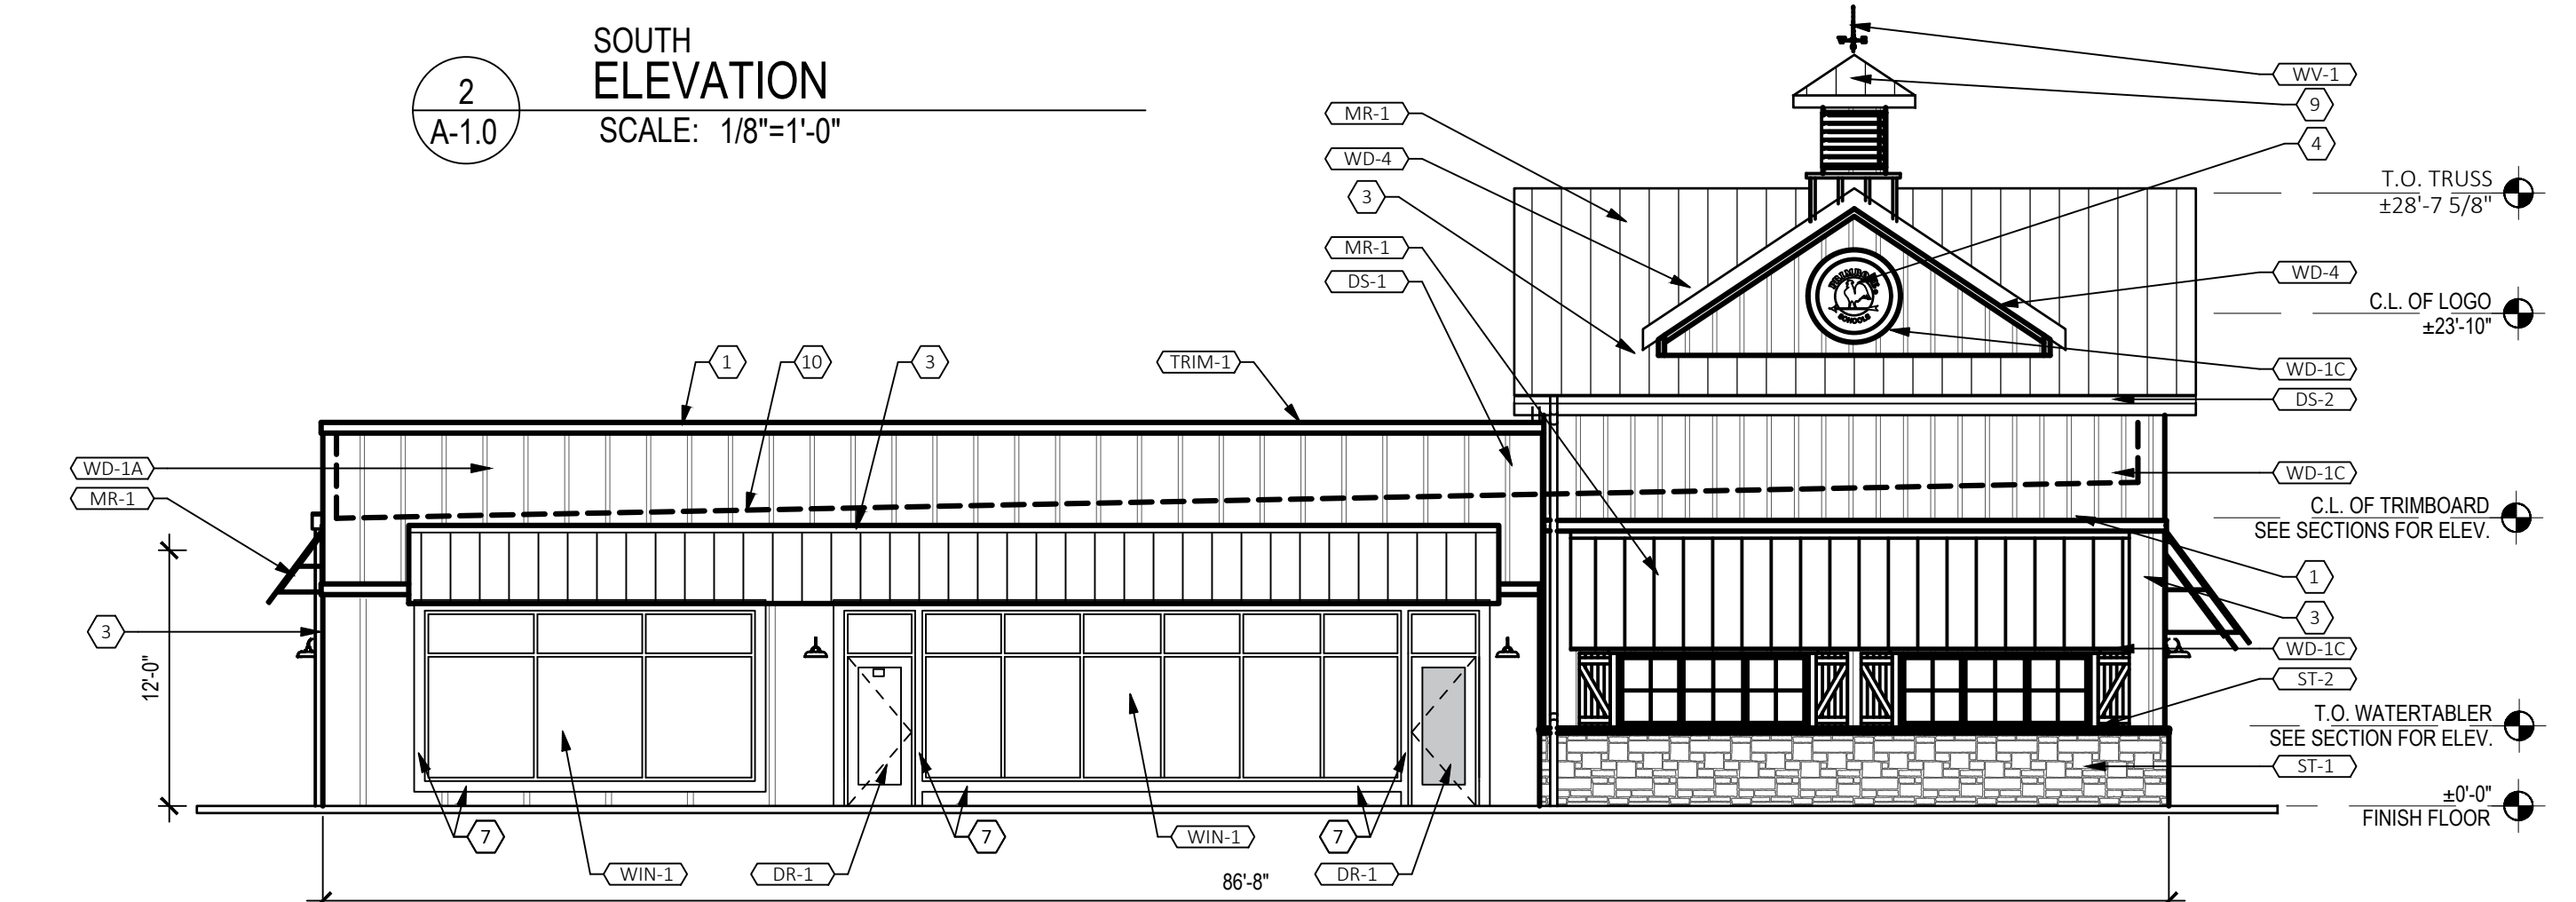 SOUTH
ELEVATION
2
A-1.0
SCALE: 1/8"=1'-0"
WV-1
9
4
MR-1
WD-4
3
MR-1
DS-1
T.O. TRUSS
±28'-7 5/8"
WD-4
C.L. OF LOGO
±23'-10"
SCHOOLS
1
10
3
TRIM-1
WD-1C
DS-2
WD-1A
MR-1
WD-1C
C.L. OF TRIMBOARD
SEE SECTIONS FOR ELEV.
1
3
3
WD-1C
ST-2
12'-0"
T.O. WATERTABLER
SEE SECTION FOR ELEV.
ST-1
±0'-0"
FINISH FLOOR
7
7
WIN-1
7
WIN-1
DR-1
86'-8"
DR-1